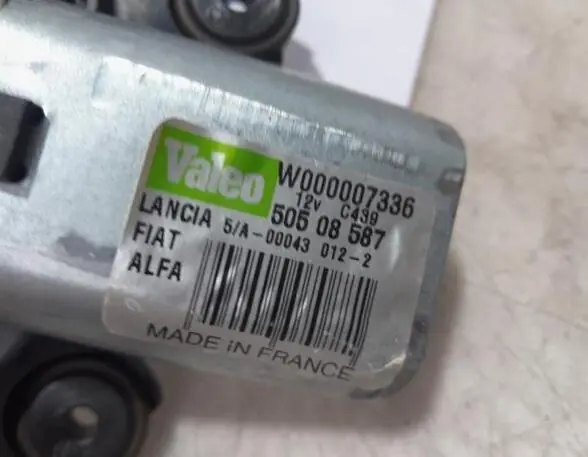 Valeo
W000007336
12v C439
505 08 587
LANCIA 5/A-00043 012-2
FIAT
ALFA
MADE iN FRANCE